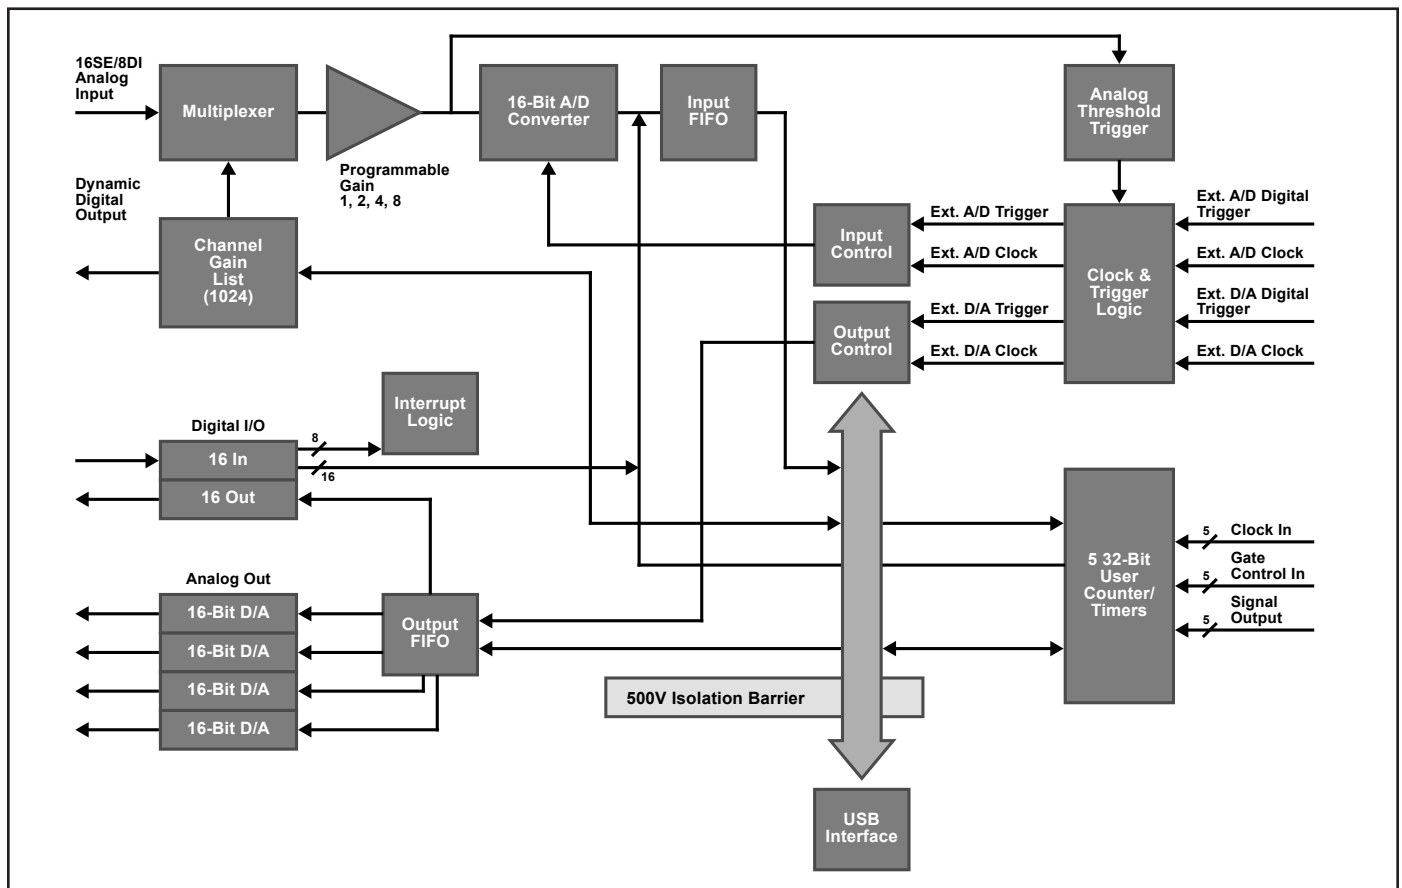 16SE/8DI
Analog
Input
Multiplexer
Programmable
Gain
1, 2, 4, 8
16-Bit A/D
Converter
Input
FIFO
Analog
Threshold
Trigger
Dynamic
Digital
Output
Channel
Gain
List
(1024)
Input
Control
Ext. A/D Trigger
Ext. A/D Clock
Output
Control
Ext. D/A Trigger
Ext. D/A Clock
Clock &
Trigger
Logic
Ext. A/D Digital
Trigger
Ext. A/D Clock
Ext. D/A Digital
Trigger
Ext. D/A Clock
Interrupt
Logic
Digital I/O
16 In
8
16
16 Out
Analog Out
16-Bit D/A
16-Bit D/A
16-Bit D/A
16-Bit D/A
Output
FIFO
5 32-Bit
User
Counter/
Timers
5
Clock In
5
Gate
Control In
5
Signal
Output
500V Isolation Barrier
USB
Interface